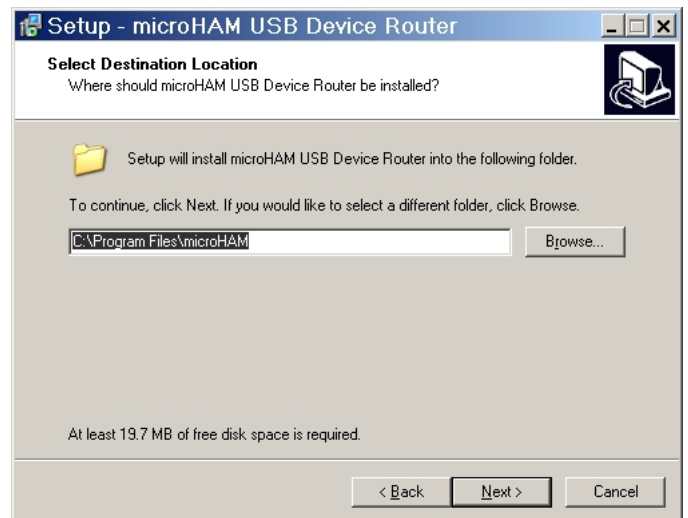 Setup - microHAM USB Device Router
Select Destination Location
Where should microHAM USB Device Router be installed?
Setup will install microHAM USB Device Router into the following folder.
To continue, click Next. If you would like to select a different folder, click Browse.
C:\Program Files\microHAM
Browse...
At least 19.7 MB of free disk space is required.
< Back
Next >
Cancel